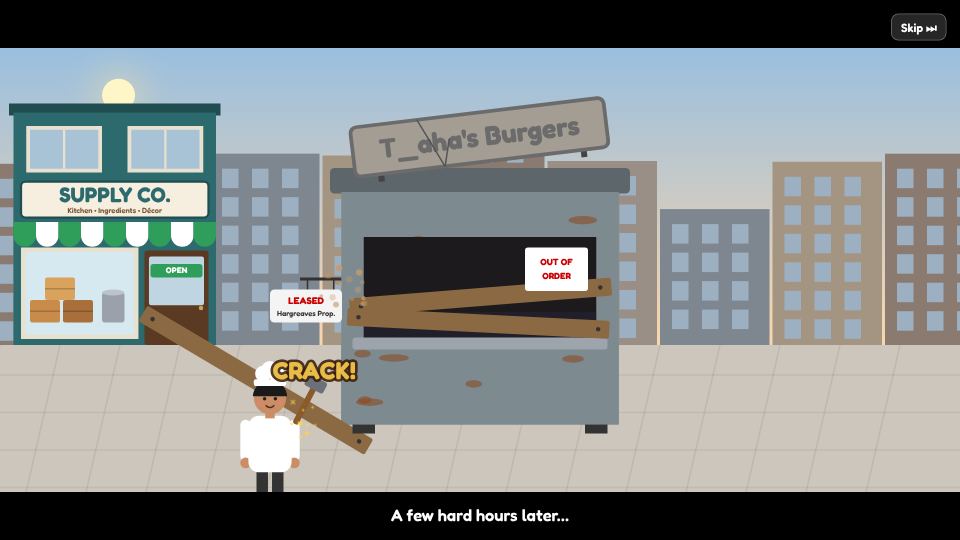 Skip
T_aha's Burgers
SUPPLY CO.
Kitchen • Ingredients • Décor
OPEN
OUT OF
ORDER
LEASED
Hargreaves Prop.
CRACK!
A few hard hours later...